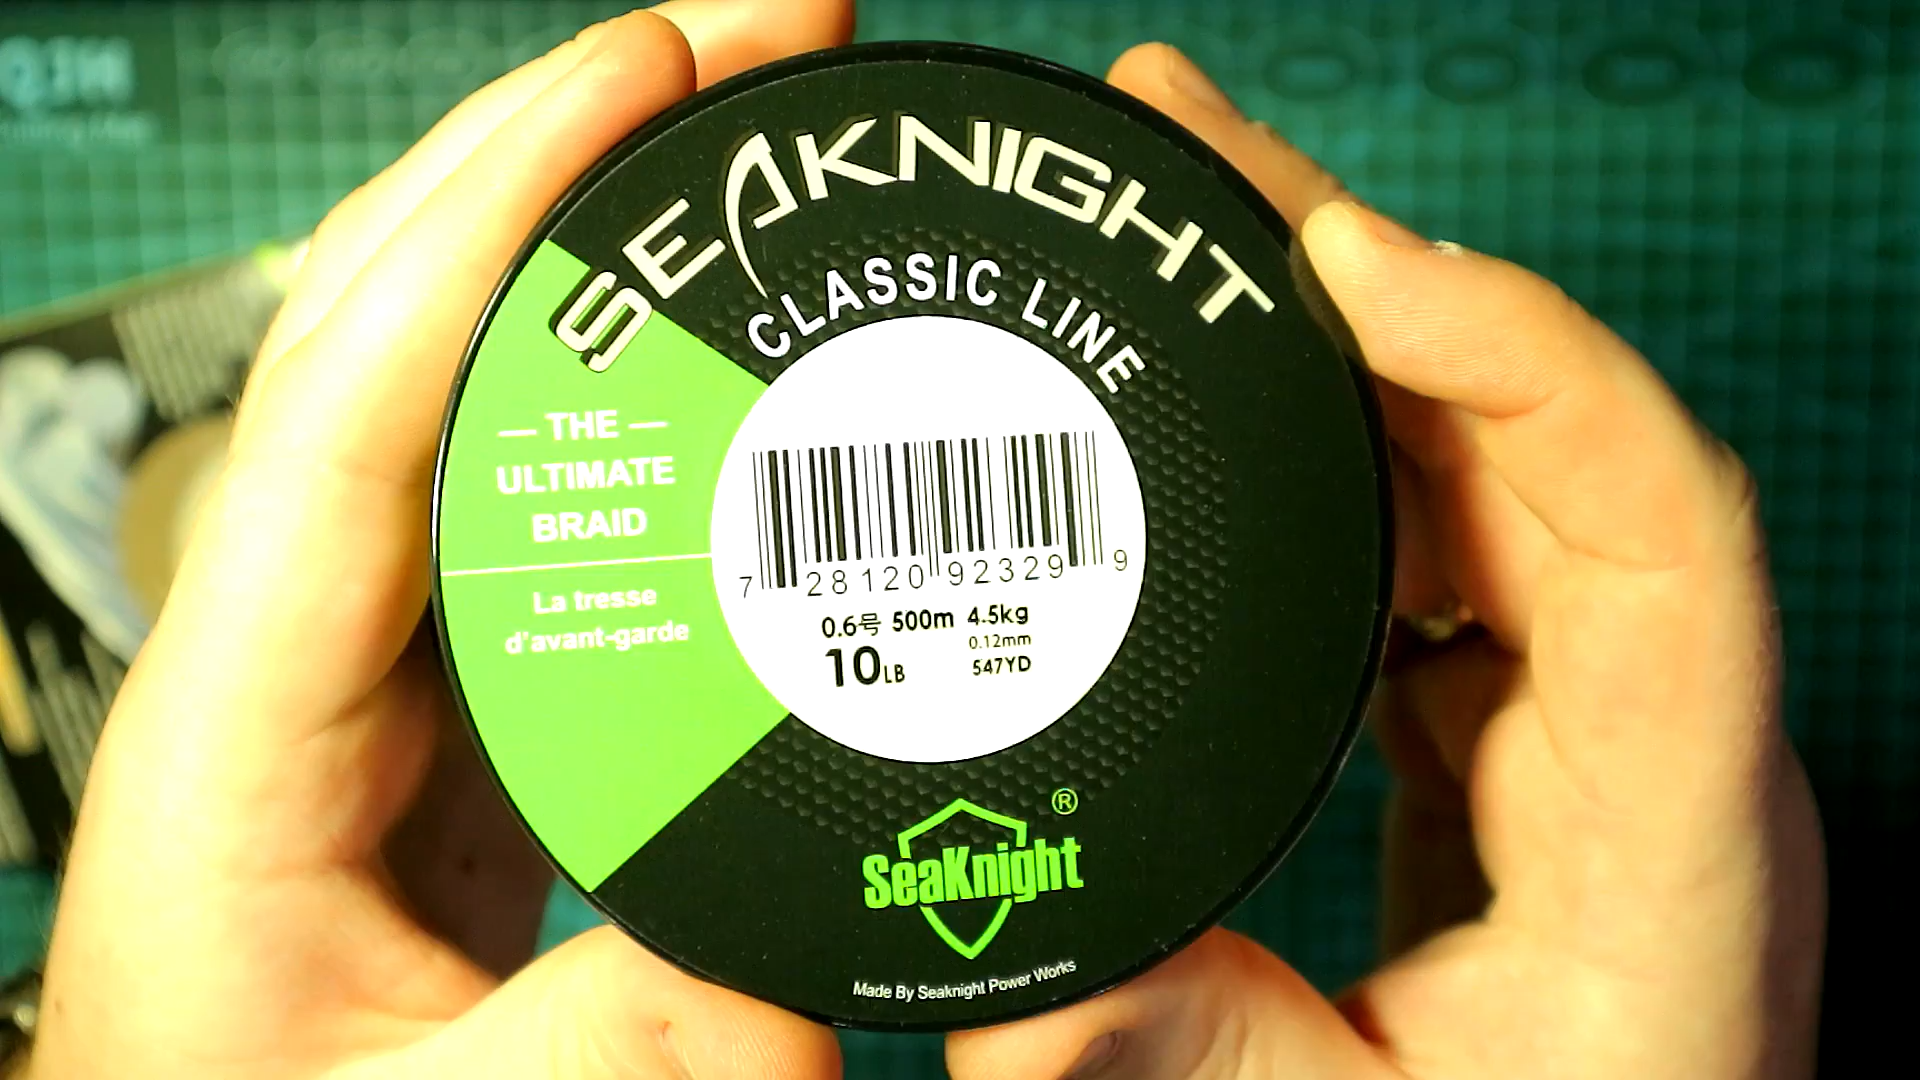 SEAKNIGHT
CLASSIC LINE
— THE —
ULTIMATE
BRAID
La tresse
d'avant-garde
7 28120 92329 9
0.6号 500m 4.5kg
0.12mm
10LB 547YD
®
SeaKnight
Made By Seaknight Power Works